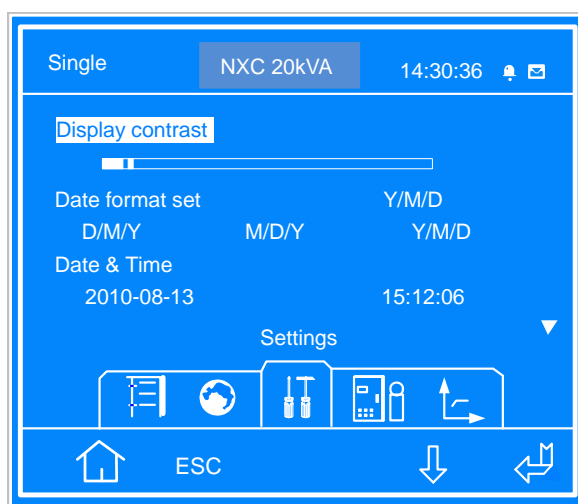 Single NXC 20kVA 14:30:36
Display contrast
Date format set Y/M/D
D/M/Y M/D/Y Y/M/D
Date & Time
2010-08-13 15:12:06
Settings
ESC